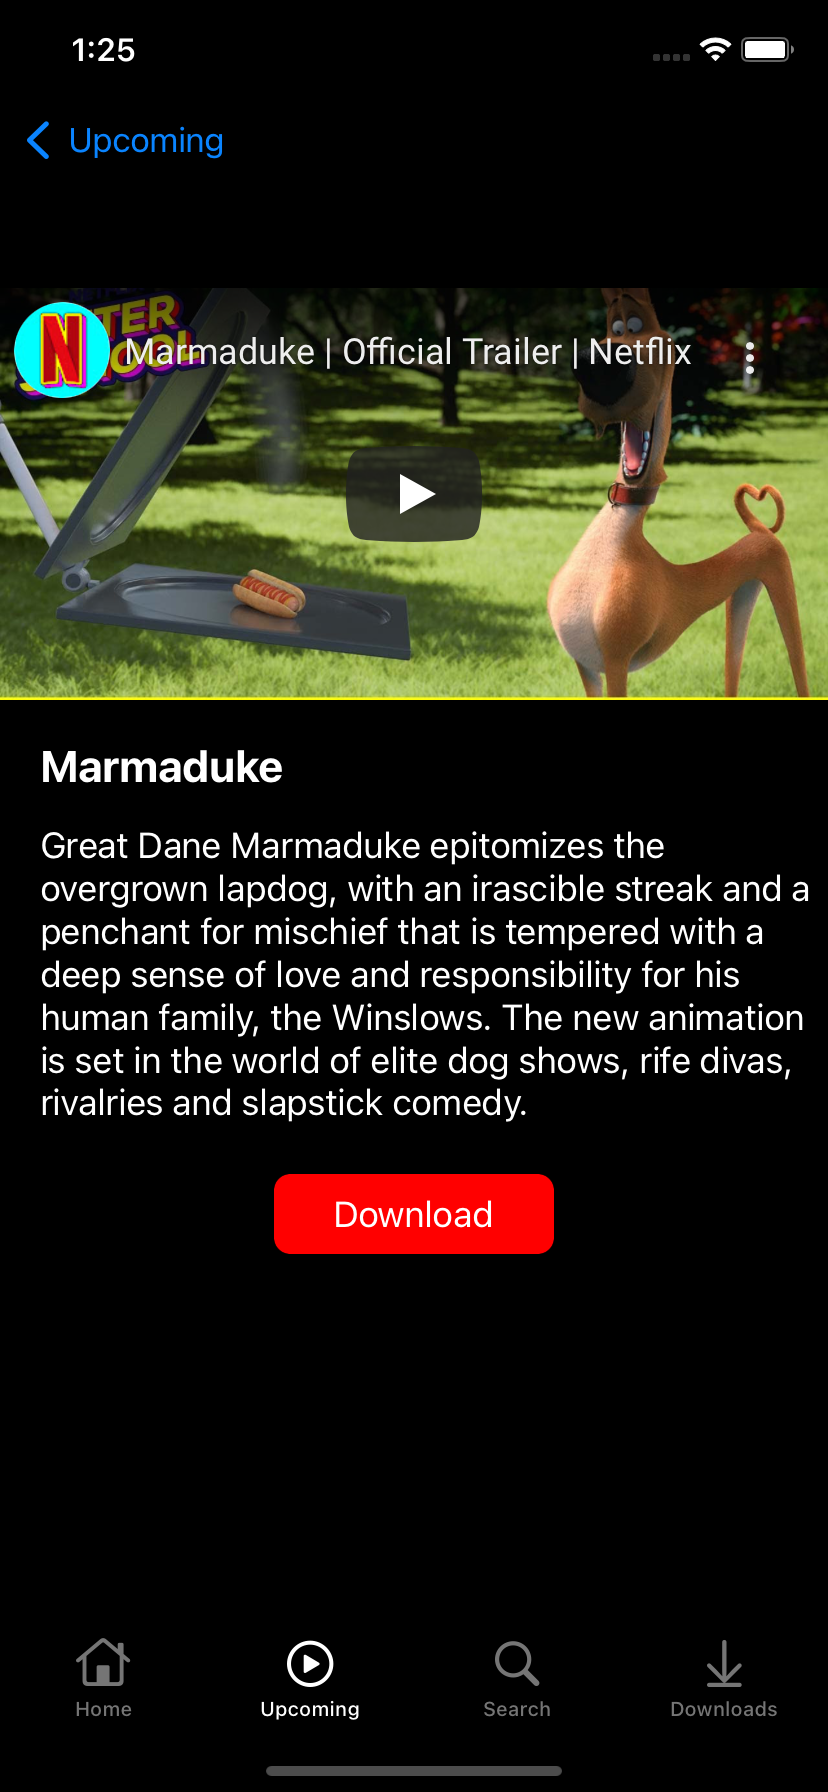 1:25
Upcoming
N
Marmaduke | Official Trailer | Netflix
Marmaduke
Great Dane Marmaduke epitomizes the
overgrown lapdog, with an irascible streak and a
penchant for mischief that is tempered with a
deep sense of love and responsibility for his
human family, the Winslows. The new animation
is set in the world of elite dog shows, rife divas,
rivalries and slapstick comedy.
Download
Home
Upcoming
Search
Downloads